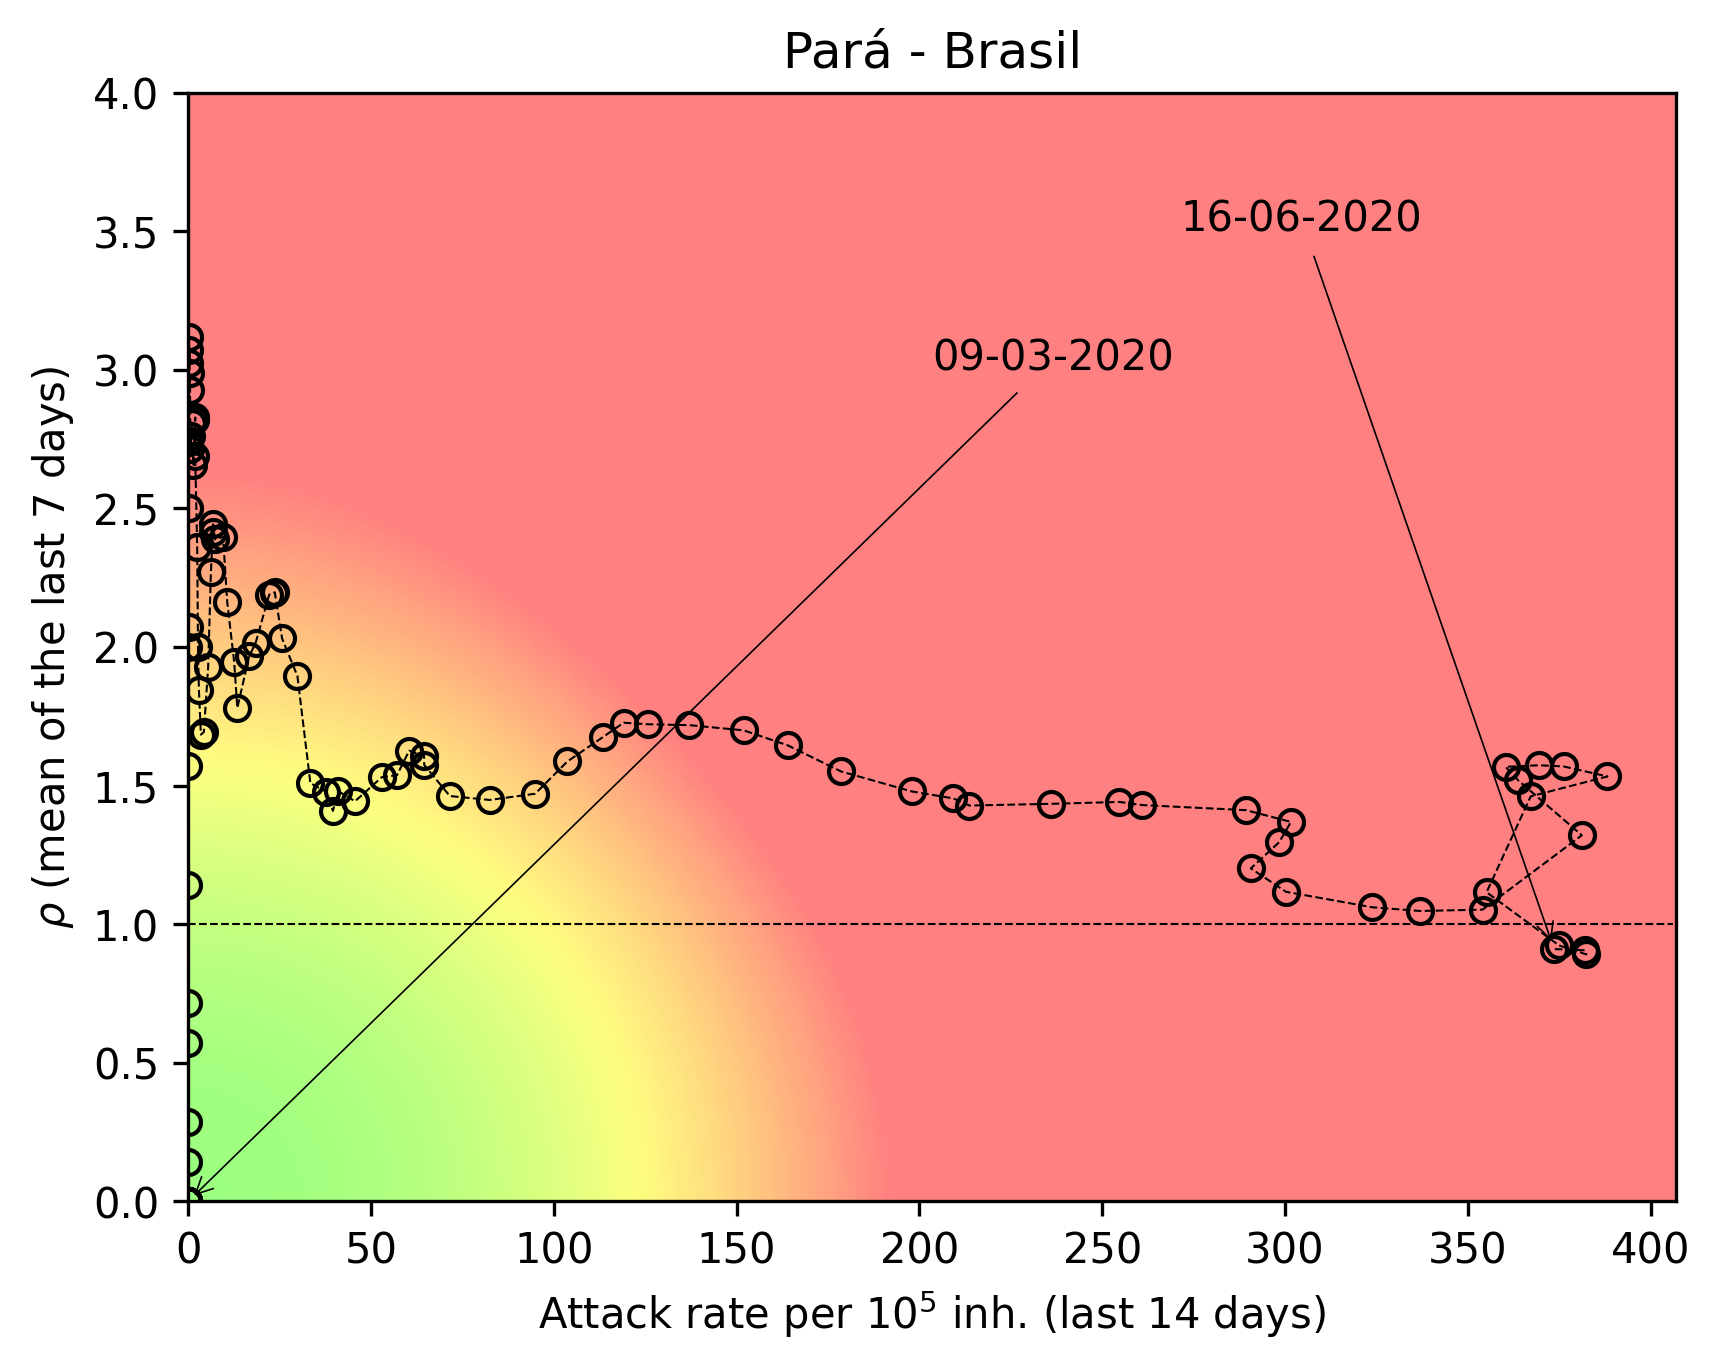 Pará - Brasil
4.0
3.5
3.0
2.5
2.0
1.5
1.0
0.5
0.0
ρ (mean of the last 7 days)
16-06-2020
09-03-2020
0 50 100 150 200 250 300 350 400
Attack rate per 10⁵ inh. (last 14 days)